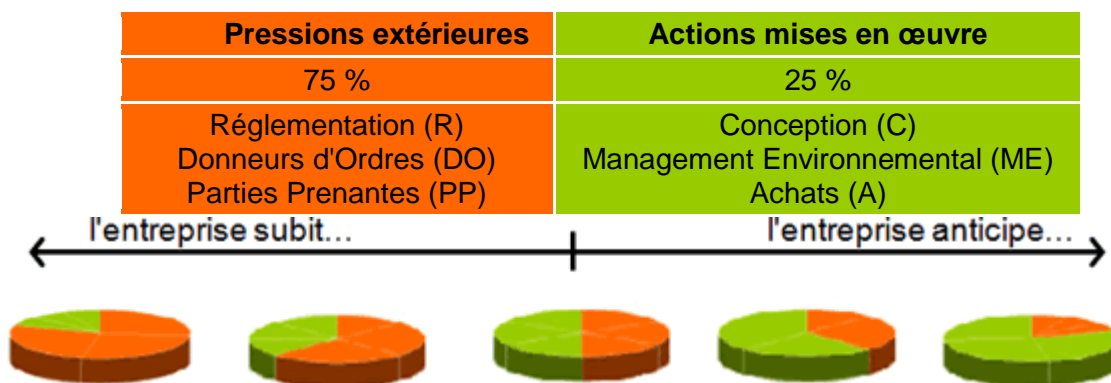 Pressions extérieures
Actions mises en œuvre
75 %
25 %
Réglementation (R)
Donneurs d'Ordres (DO)
Parties Prenantes (PP)
Conception (C)
Management Environnemental (ME)
Achats (A)
l'entreprise subit...
l'entreprise anticipe...